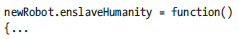 newRobot.enslaveHumanity = function()
{...